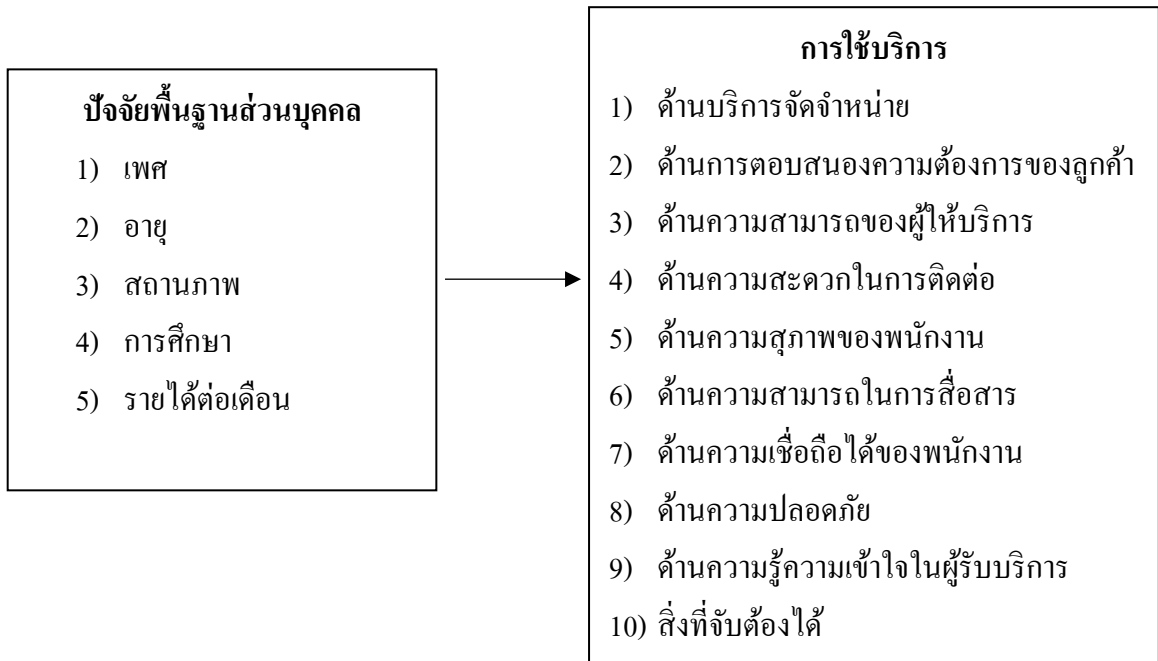 ปัจจัยพื้นฐานส่วนบุคคล
1) เพศ
2) อายุ
3) สถานภาพ
4) การศึกษา
5) รายได้ต่อเดือน
การใช้บริการ
1) ด้านบริการจัดจำหน่าย
2) ด้านการตอบสนองความต้องการของลูกค้า
3) ด้านความสามารถของผู้ให้บริการ
4) ด้านความสะดวกในการติดต่อ
5) ด้านความสุภาพของพนักงาน
6) ด้านความสามารถในการสื่อสาร
7) ด้านความเชื่อถือได้ของพนักงาน
8) ด้านความปลอดภัย
9) ด้านความรู้ความเข้าใจในผู้รับบริการ
10) สิ่งที่จับต้องได้